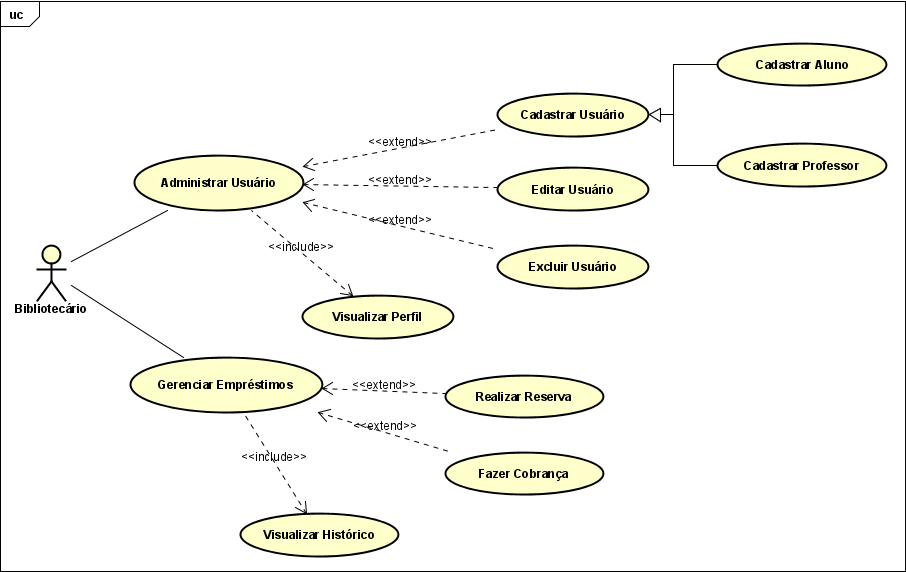 uc
Cadastrar Aluno
Cadastrar Usuário
<<extend>>
Cadastrar Professor
Administrar Usuário
<<extend>>
Editar Usuário
<<extend>>
<<include>>
Excluir Usuário
Bibliotecário
Visualizar Perfil
Gerenciar Empréstimos
<<extend>>
Realizar Reserva
<<extend>>
<<include>>
Fazer Cobrança
Visualizar Histórico